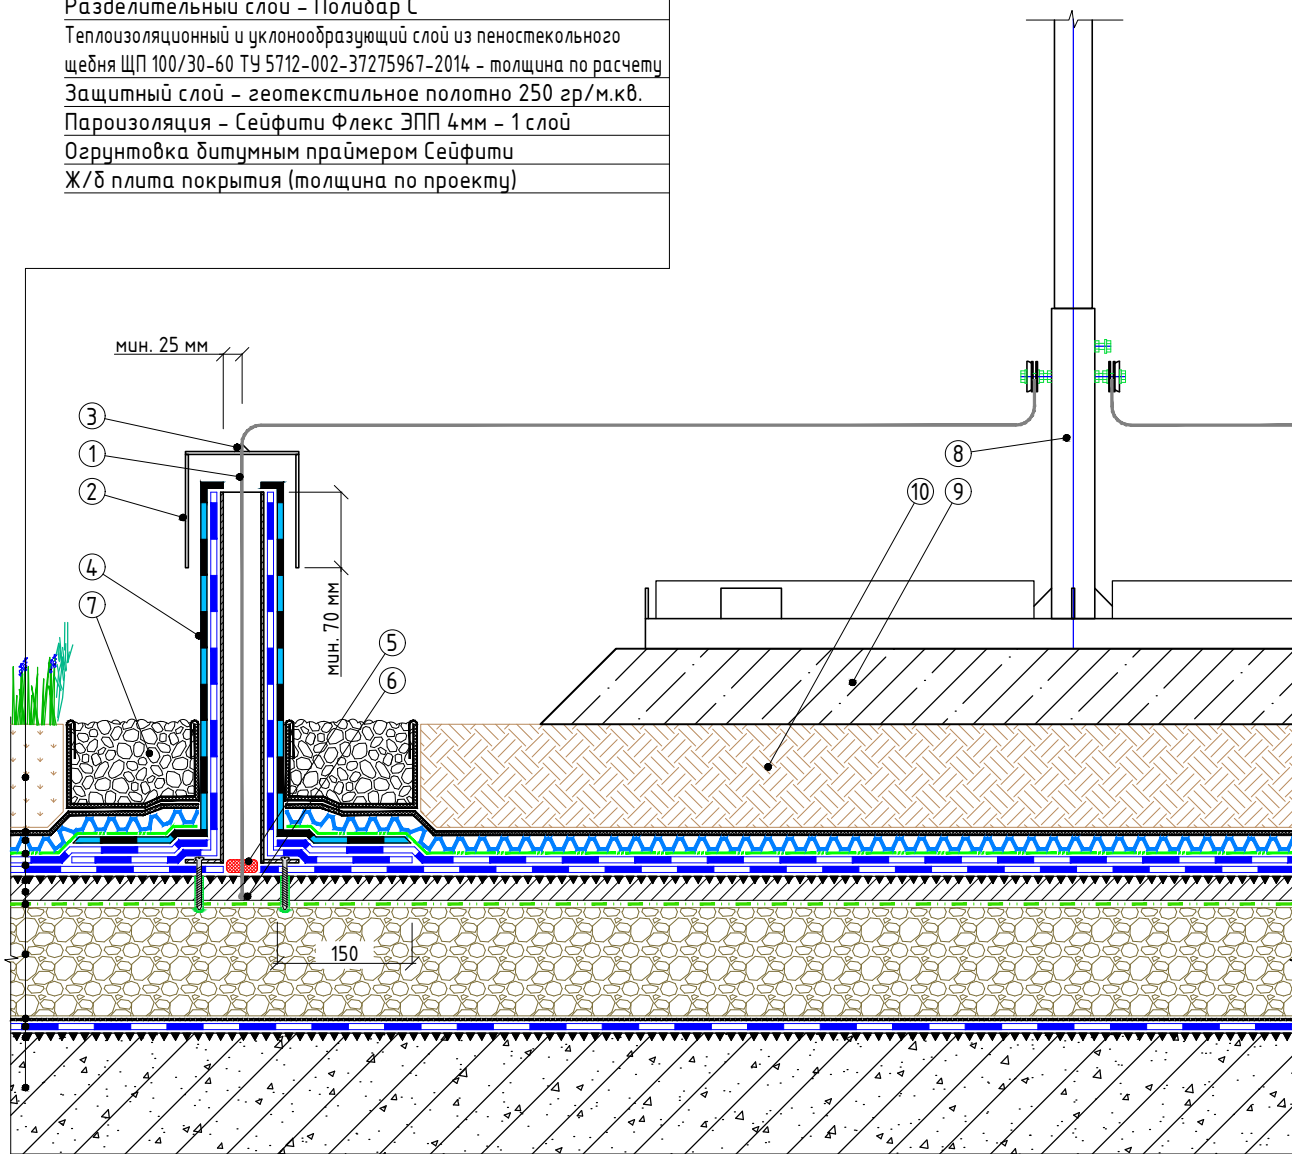 Разделительный слой - Полибар С
Теплоизоляционный и уклонообразующий слой из пеностекольного
щебня ЩП 100/30-60 ТУ 5712-002-37275967-2014 - толщина по расчету
Защитный слой - геотекстильное полотно 250 гр/м.кв.
Пароизоляция - Сейфити Флекс ЭПП 4мм - 1 слой
Огрунтовка битумным праймером Сейфити
Ж/б плита покрытия (толщина по проекту)
мин. 25 мм
3
1
2
4
7
мин. 70 мм
5
6
8
10
9
150